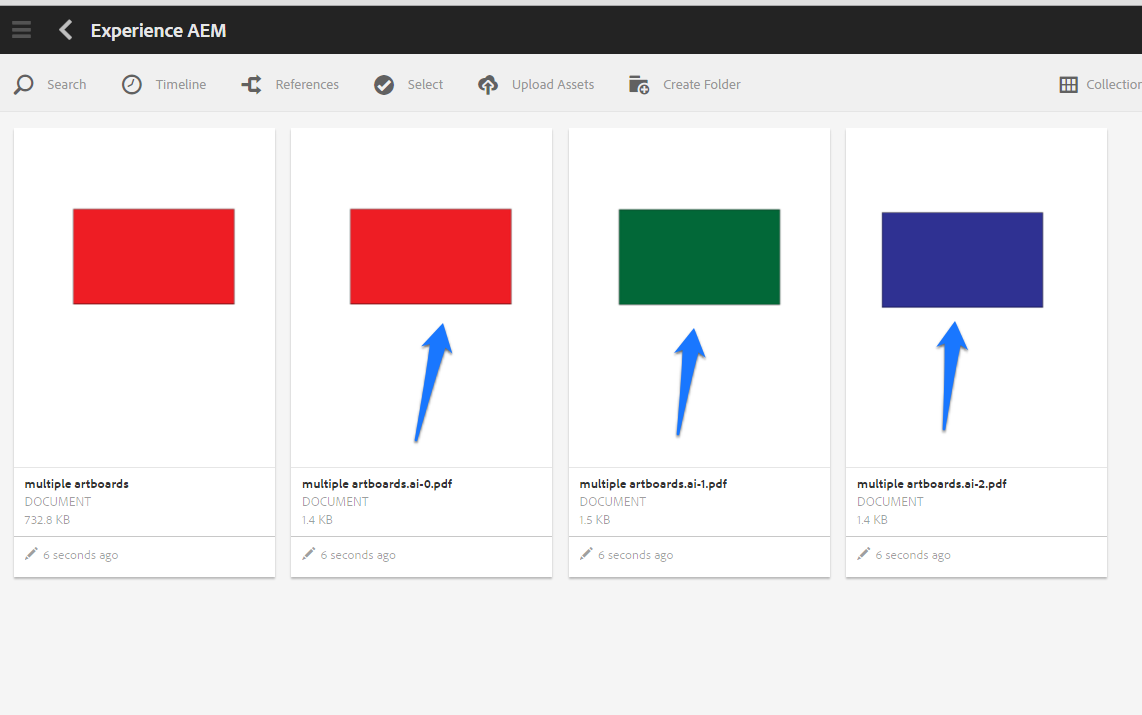 Experience AEM
Search Timeline References Select Upload Assets Create Folder Collection
multiple artboards
DOCUMENT
732.8 KB
6 seconds ago
multiple artboards.ai-0.pdf
DOCUMENT
1.4 KB
6 seconds ago
multiple artboards.ai-1.pdf
DOCUMENT
1.5 KB
6 seconds ago
multiple artboards.ai-2.pdf
DOCUMENT
1.4 KB
6 seconds ago